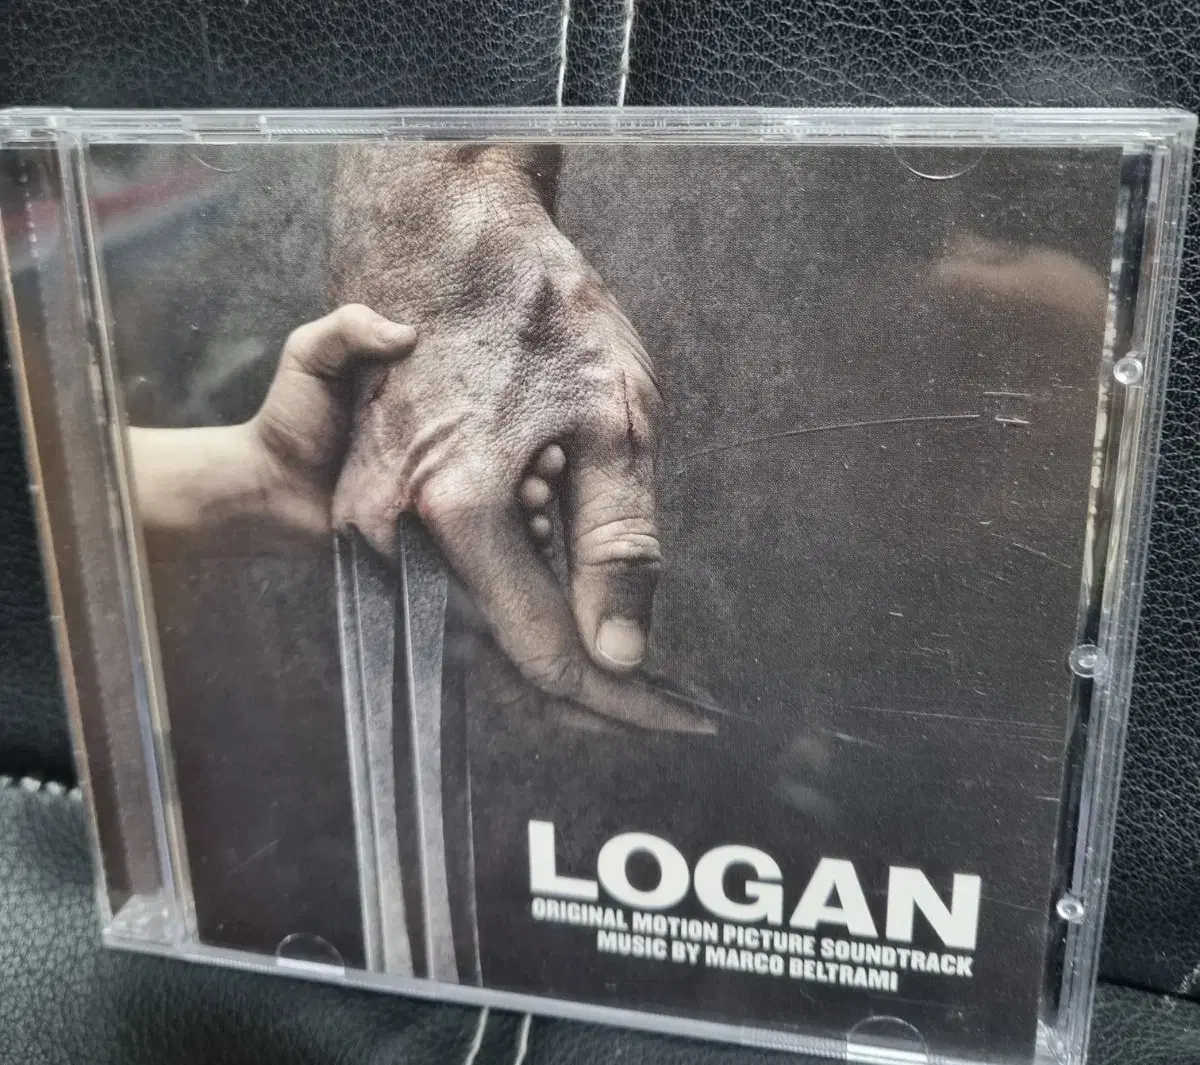 LOGAN
ORIGINAL MOTION PICTURE SOUNDTRACK
MUSIC BY MARCO BELTRAMI